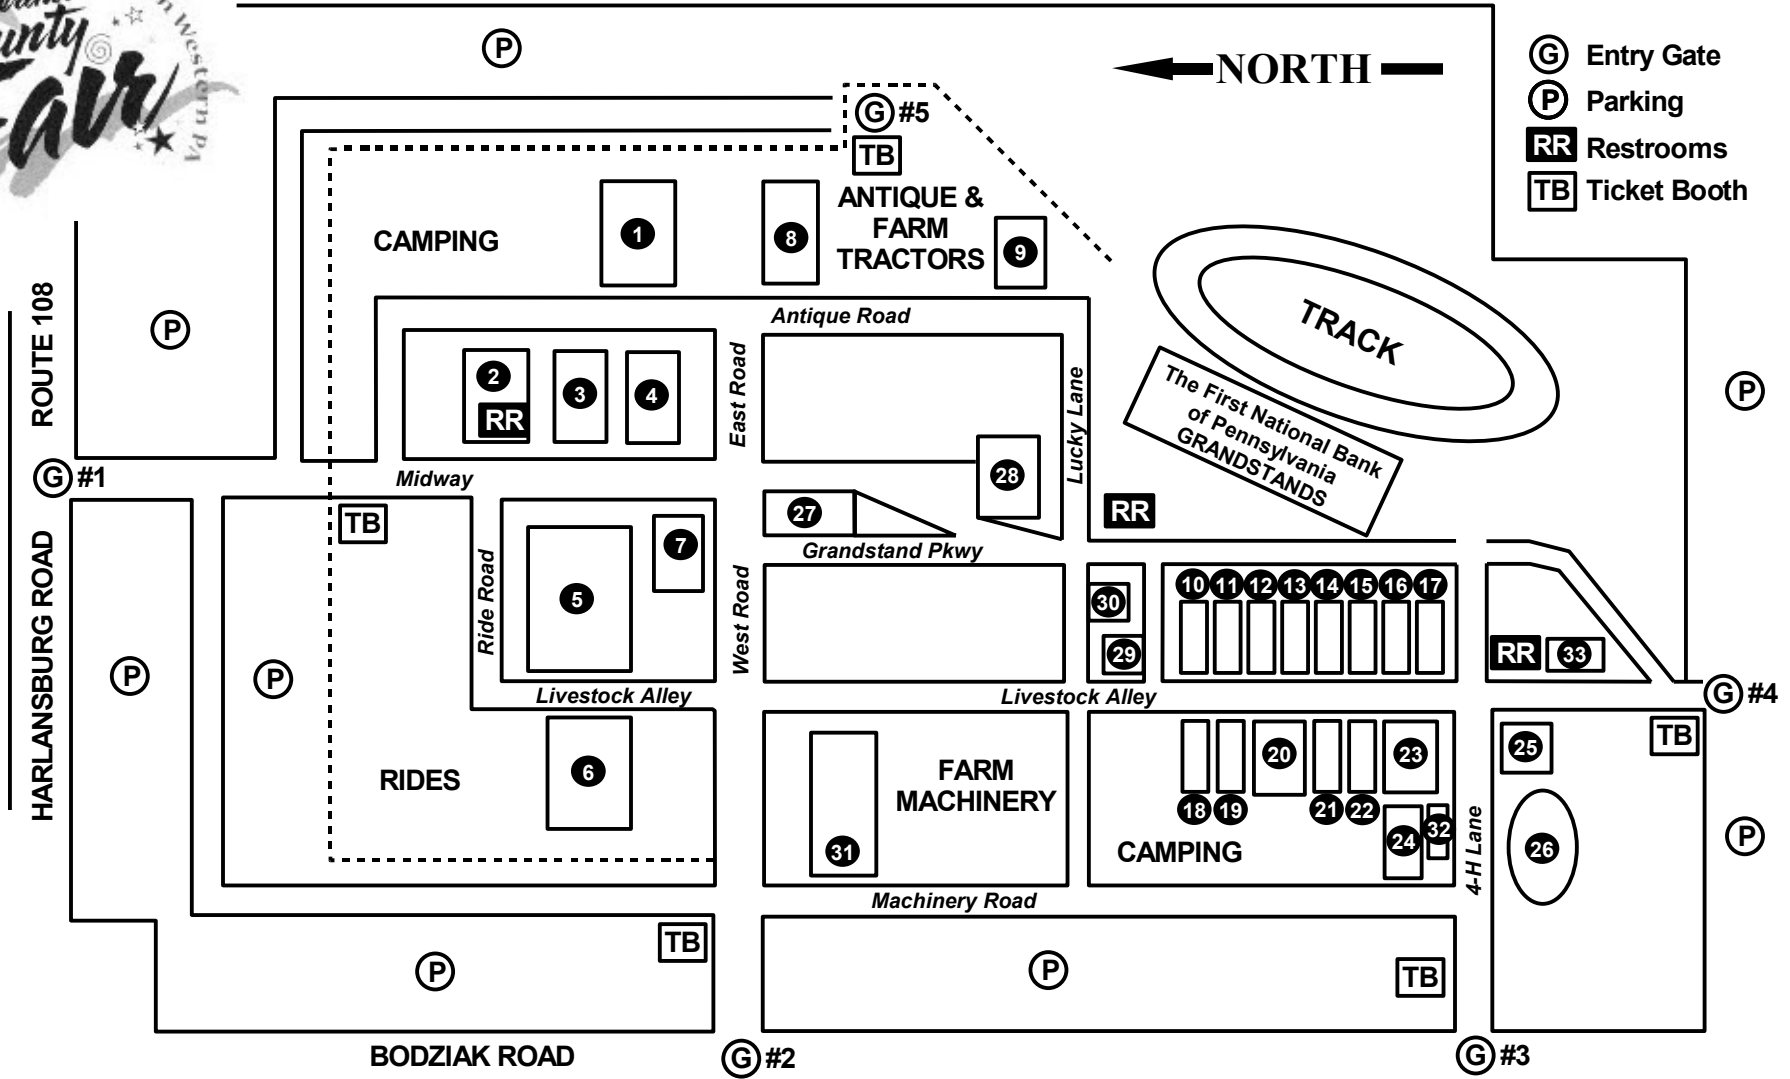 unty
air
Western PA
P
NORTH
G Entry Gate
P Parking
RR Restrooms
TB Ticket Booth
G #5
TB
ANTIQUE &
FARM
TRACTORS
CAMPING
1
8
9
ROUTE 108
P
Antique Road
TRACK
The First National Bank
of Pennsylvania
GRANDSTANDS
P
2
RR
3
4
East Road
Lucky Lane
28
G #1
Midway
TB
27
RR
Grandstand Pkwy
HARLANSBURG ROAD
P
P
Ride Road
5
7
West Road
30
29
10 11 12 13 14 15 16 17
RR
33
Livestock Alley
Livestock Alley
G #4
RIDES
6
31
FARM
MACHINERY
18
19
20
21
22
23
24
32
CAMPING
4-H Lane
25
TB
26
P
Machinery Road
P
TB
P
TB
BODZIAK ROAD
G #2
G #3